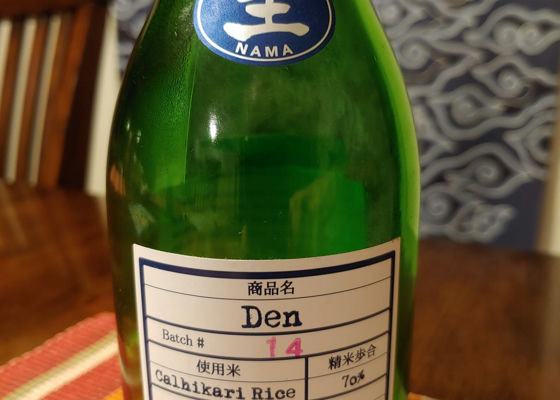 生
NAMA
商品名
Den
Batch # 14
使用米
Calhikari Rice
精米歩合
70%